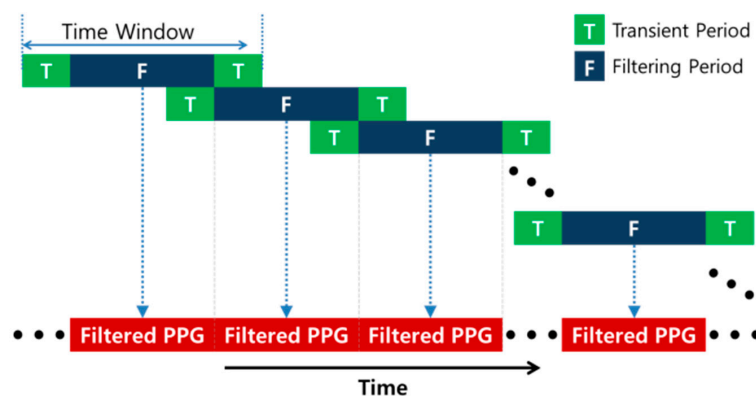 Time Window
T Transient Period
F Filtering Period
T F T
T F T
T F T
T F T
Filtered PPG Filtered PPG Filtered PPG Filtered PPG
Time